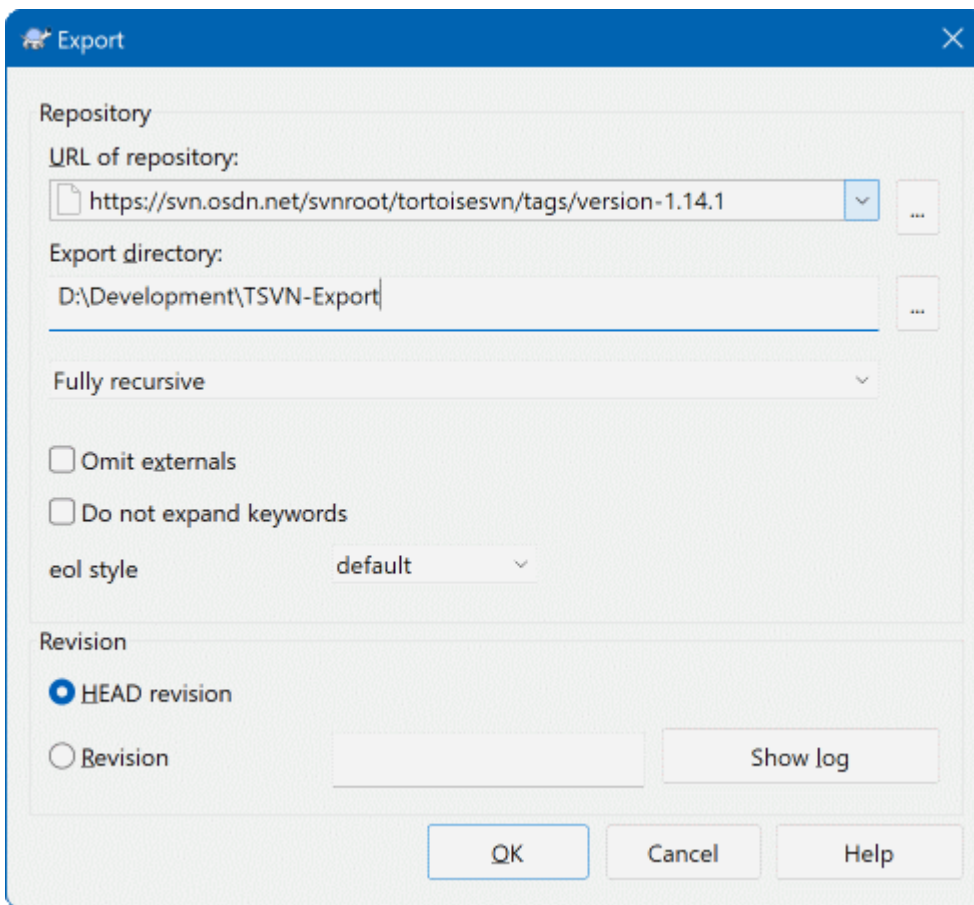 Export
Repository
URL of repository:
https://svn.osdn.net/svnroot/tortoisesvn/tags/version-1.14.1
...
Export directory:
D:\Development\TSVN-Export
...
Fully recursive
Omit externals
Do not expand keywords
eol style default
Revision
HEAD revision
Revision
Show log
OK Cancel Help